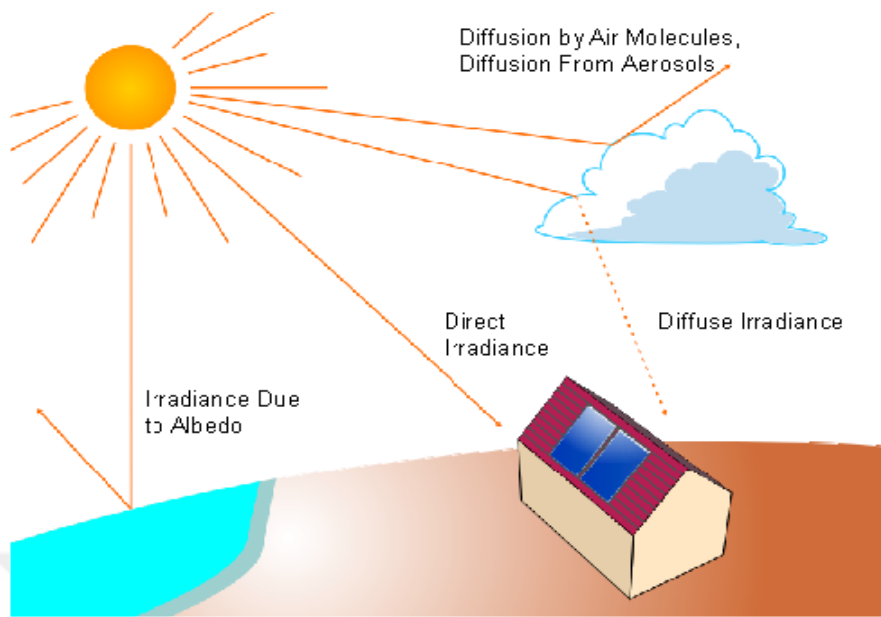 Diffusion by Air Molecules,
Diffusion From Aerosols
Direct
Irradiance
Diffuse Irradiance
Irradiance Due
to Albedo